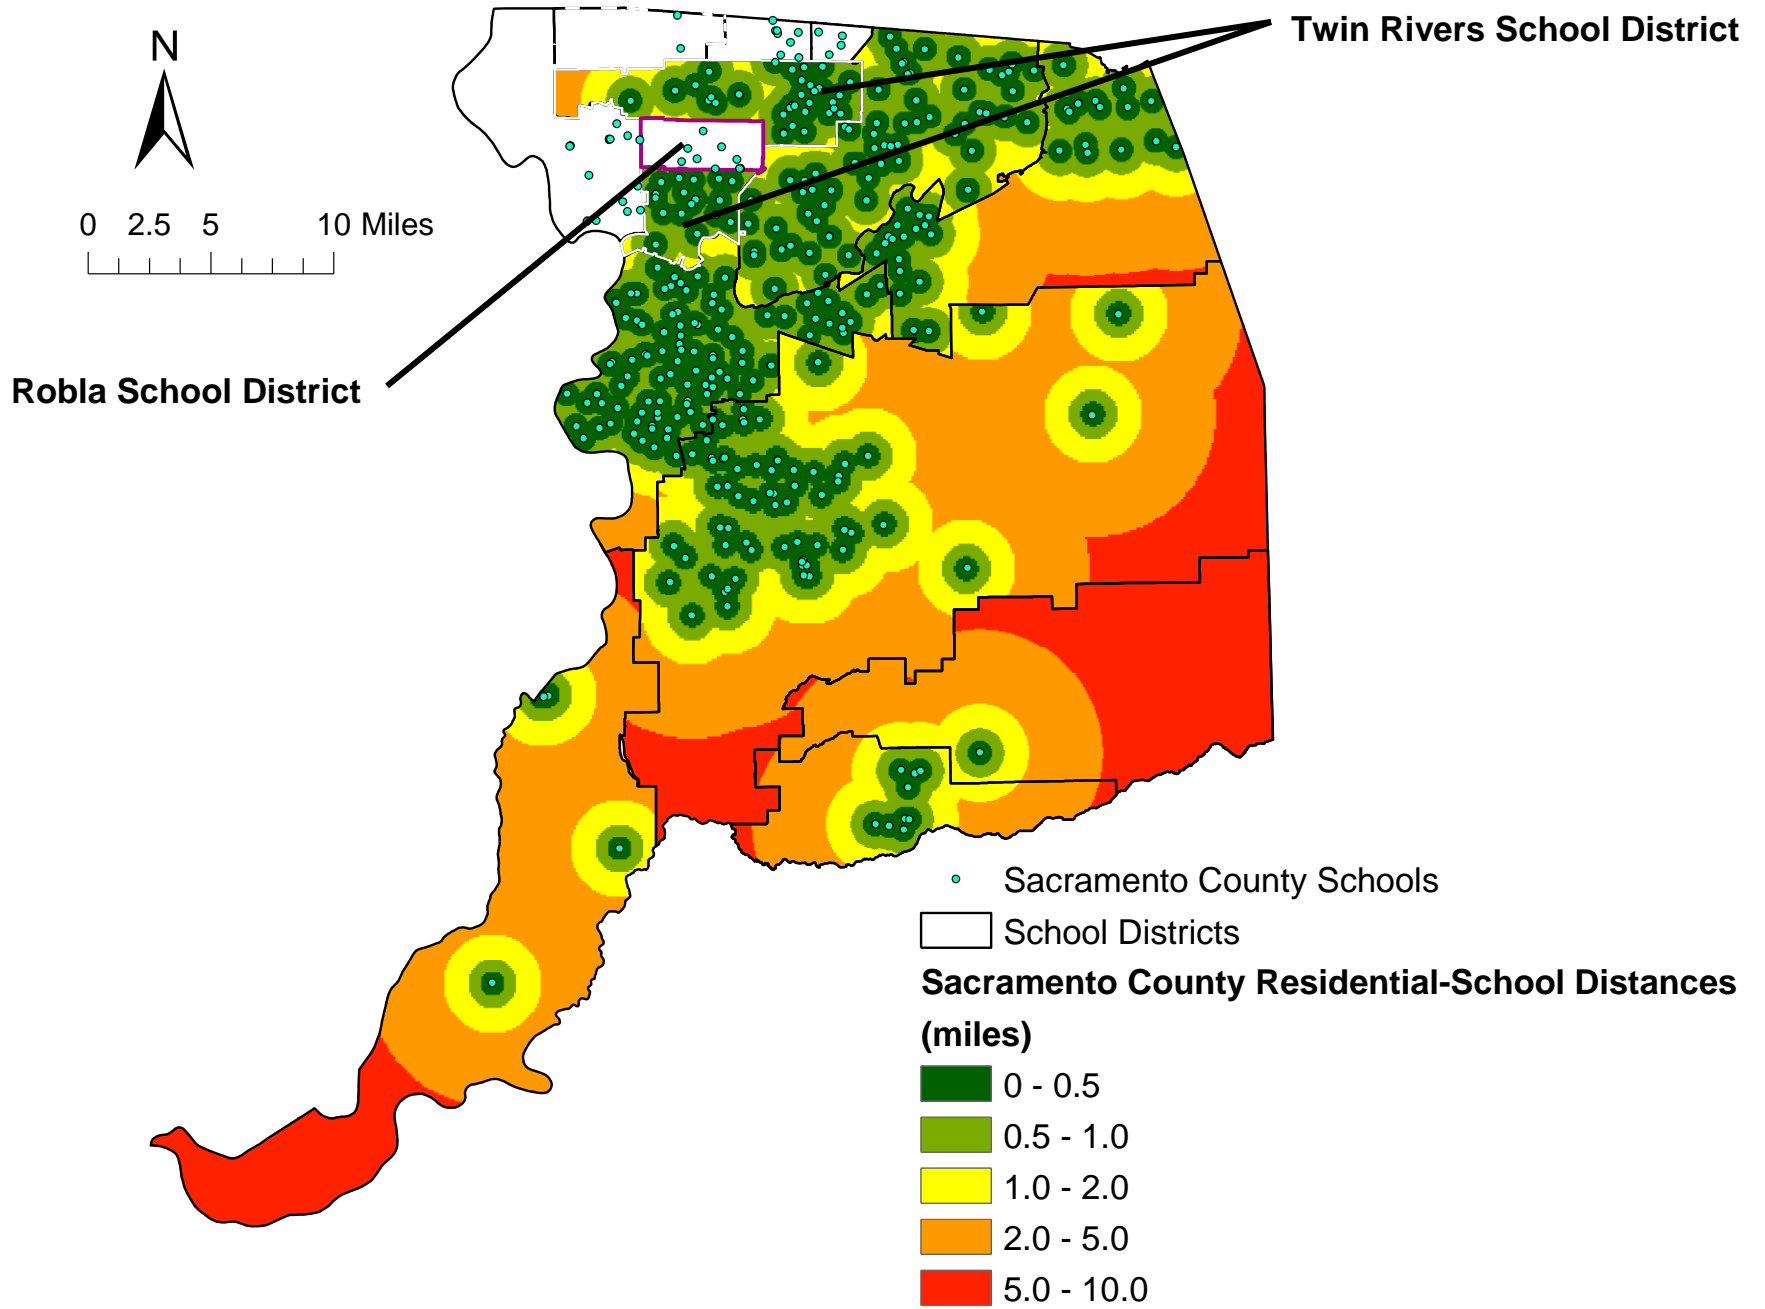 N
Twin Rivers School District
0 2.5 5 10 Miles
Robla School District
Sacramento County Schools
School Districts
Sacramento County Residential-School Distances
(miles)
0 - 0.5
0.5 - 1.0
1.0 - 2.0
2.0 - 5.0
5.0 - 10.0